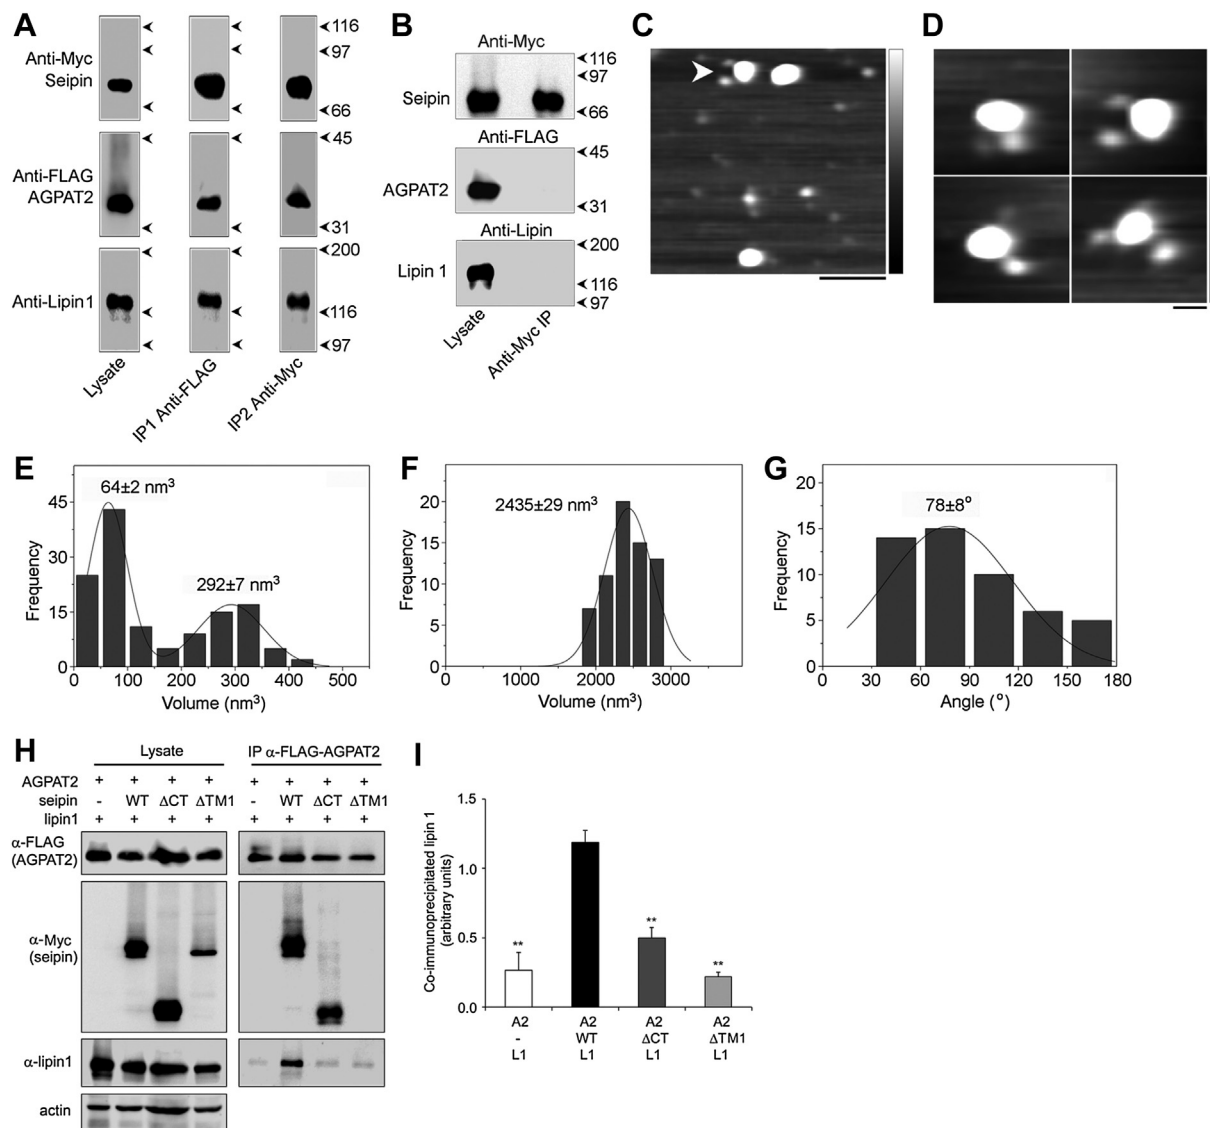 A
Anti-Myc
Seipin
116
97
66
Anti-FLAG
AGPAT2
45
31
Anti-Lipin1
200
116
97
Lysate
IP1 Anti-FLAG
IP2 Anti-Myc
B
Anti-Myc
Seipin
116
97
66
Anti-FLAG
AGPAT2
45
31
Anti-Lipin
Lipin 1
200
116
97
Lysate
Anti-Myc IP
C
D
E
64±2 nm³
292±7 nm³
Frequency
45
30
15
0
0 100 200 300 400 500
Volume (nm³)
F
2435±29 nm³
Frequency
20
15
10
5
0
0 1000 2000 3000
Volume (nm³)
G
78±8º
Frequency
20
15
10
5
0
0 30 60 90 120 150 180
Angle (º)
H
Lysate IP α-FLAG-AGPAT2
AGPAT2 + + + + + + + +
seipin - WT ΔCT ΔTM1 - WT ΔCT ΔTM1
lipin1 + + + + + + + +
α-FLAG
(AGPAT2)
α-Myc
(seipin)
α-lipin1
actin
I
Co-immunoprecipitated lipin 1
(arbitrary units)
1.5
1.0
0.5
0.0
** ** **
A2 A2 A2 A2
- WT ΔCT ΔTM1
L1 L1 L1 L1